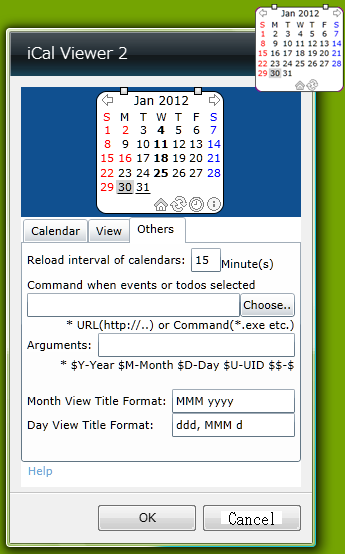 Jan 2012
S M T W T F S
1 2 3 4 5 6 7
8 9 10 11 12 13 14
15 16 17 18 19 20 21
22 23 24 25 26 27 28
29 30 31
iCal Viewer 2
Jan 2012
S M T W T F S
1 2 3 4 5 6 7
8 9 10 11 12 13 14
15 16 17 18 19 20 21
22 23 24 25 26 27 28
29 30 31
Calendar View Others
Reload interval of calendars: 15 Minute(s)
Command when events or todos selected
Choose..
* URL(http://..) or Command(*.exe etc.)
Arguments:
* $Y-Year $M-Month $D-Day $U-UID $$-$
Month View Title Format: MMM yyyy
Day View Title Format: ddd, MMM d
Help
OK Cancel